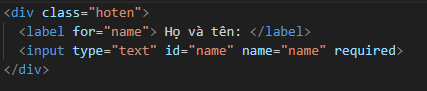 <div class="hoten">
<label for="name"> Họ và tên: </label>
<input type="text" id="name" name="name" required>
</div>